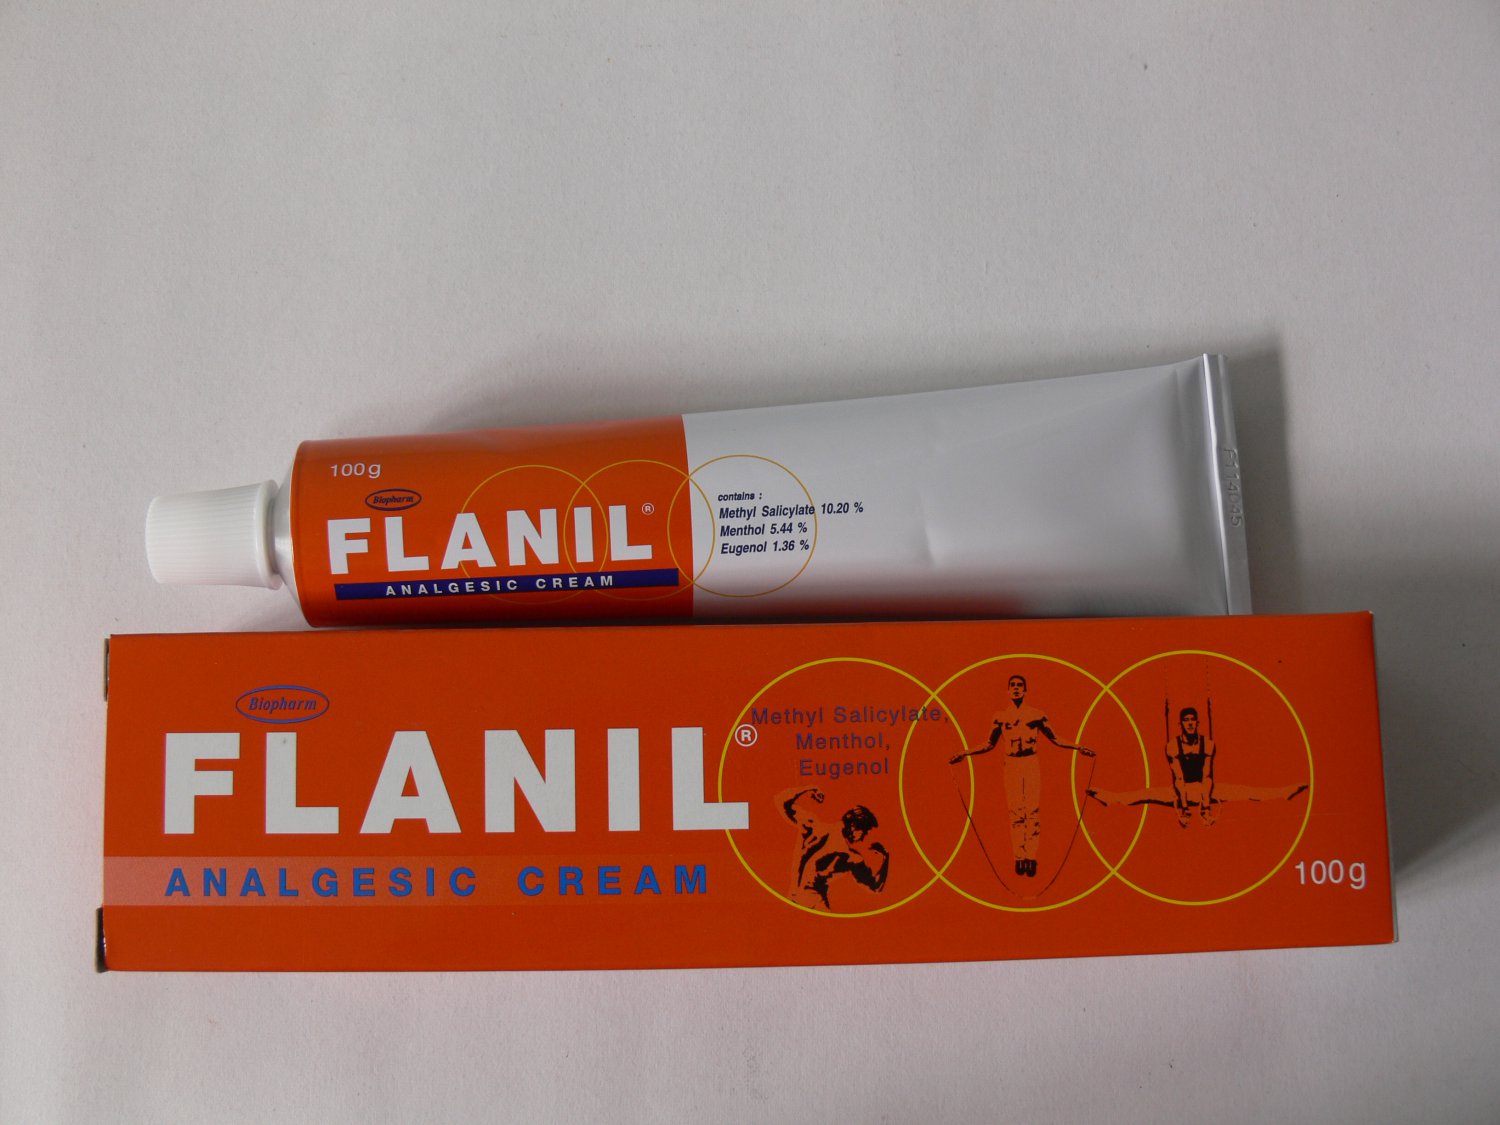 100g
Biopharm
FLANIL®
ANALGESIC CREAM
contains :
Methyl Salicylate 10.20 %
Menthol 5.44 %
Eugenol 1.36 %
Biopharm
FLANIL®
ANALGESIC CREAM
Methyl Salicylate,
Menthol,
Eugenol
100g